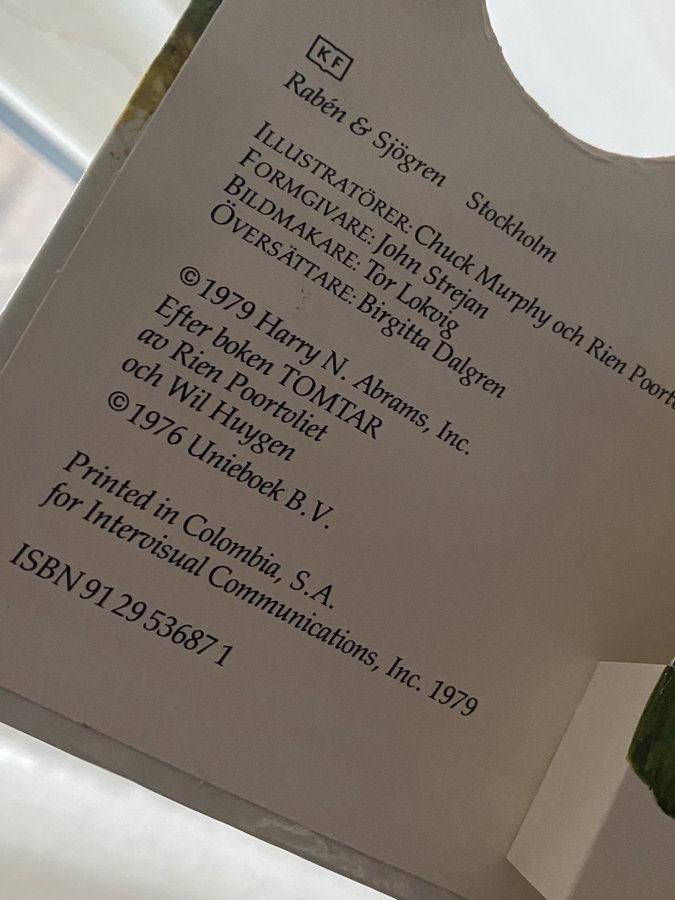 KF
Rabén & Sjögren Stockholm
ILLUSTRATÖRER: Chuck Murphy och Rien
FORMGIVARE: John Strejan
BILDMAKARE: Tor Lokvig
ÖVERSÄTTARE: Birgitta Dalgren
©1979 Harry N. Abrams, Inc.
Efter boken TOMTAR
av Rien Poortvliet
och Wil Huygen
©1976 Unieboek B.V.
Printed in Colombia, S.A.
for Intervisual Communications, Inc. 1979
ISBN 91 29 53687 1